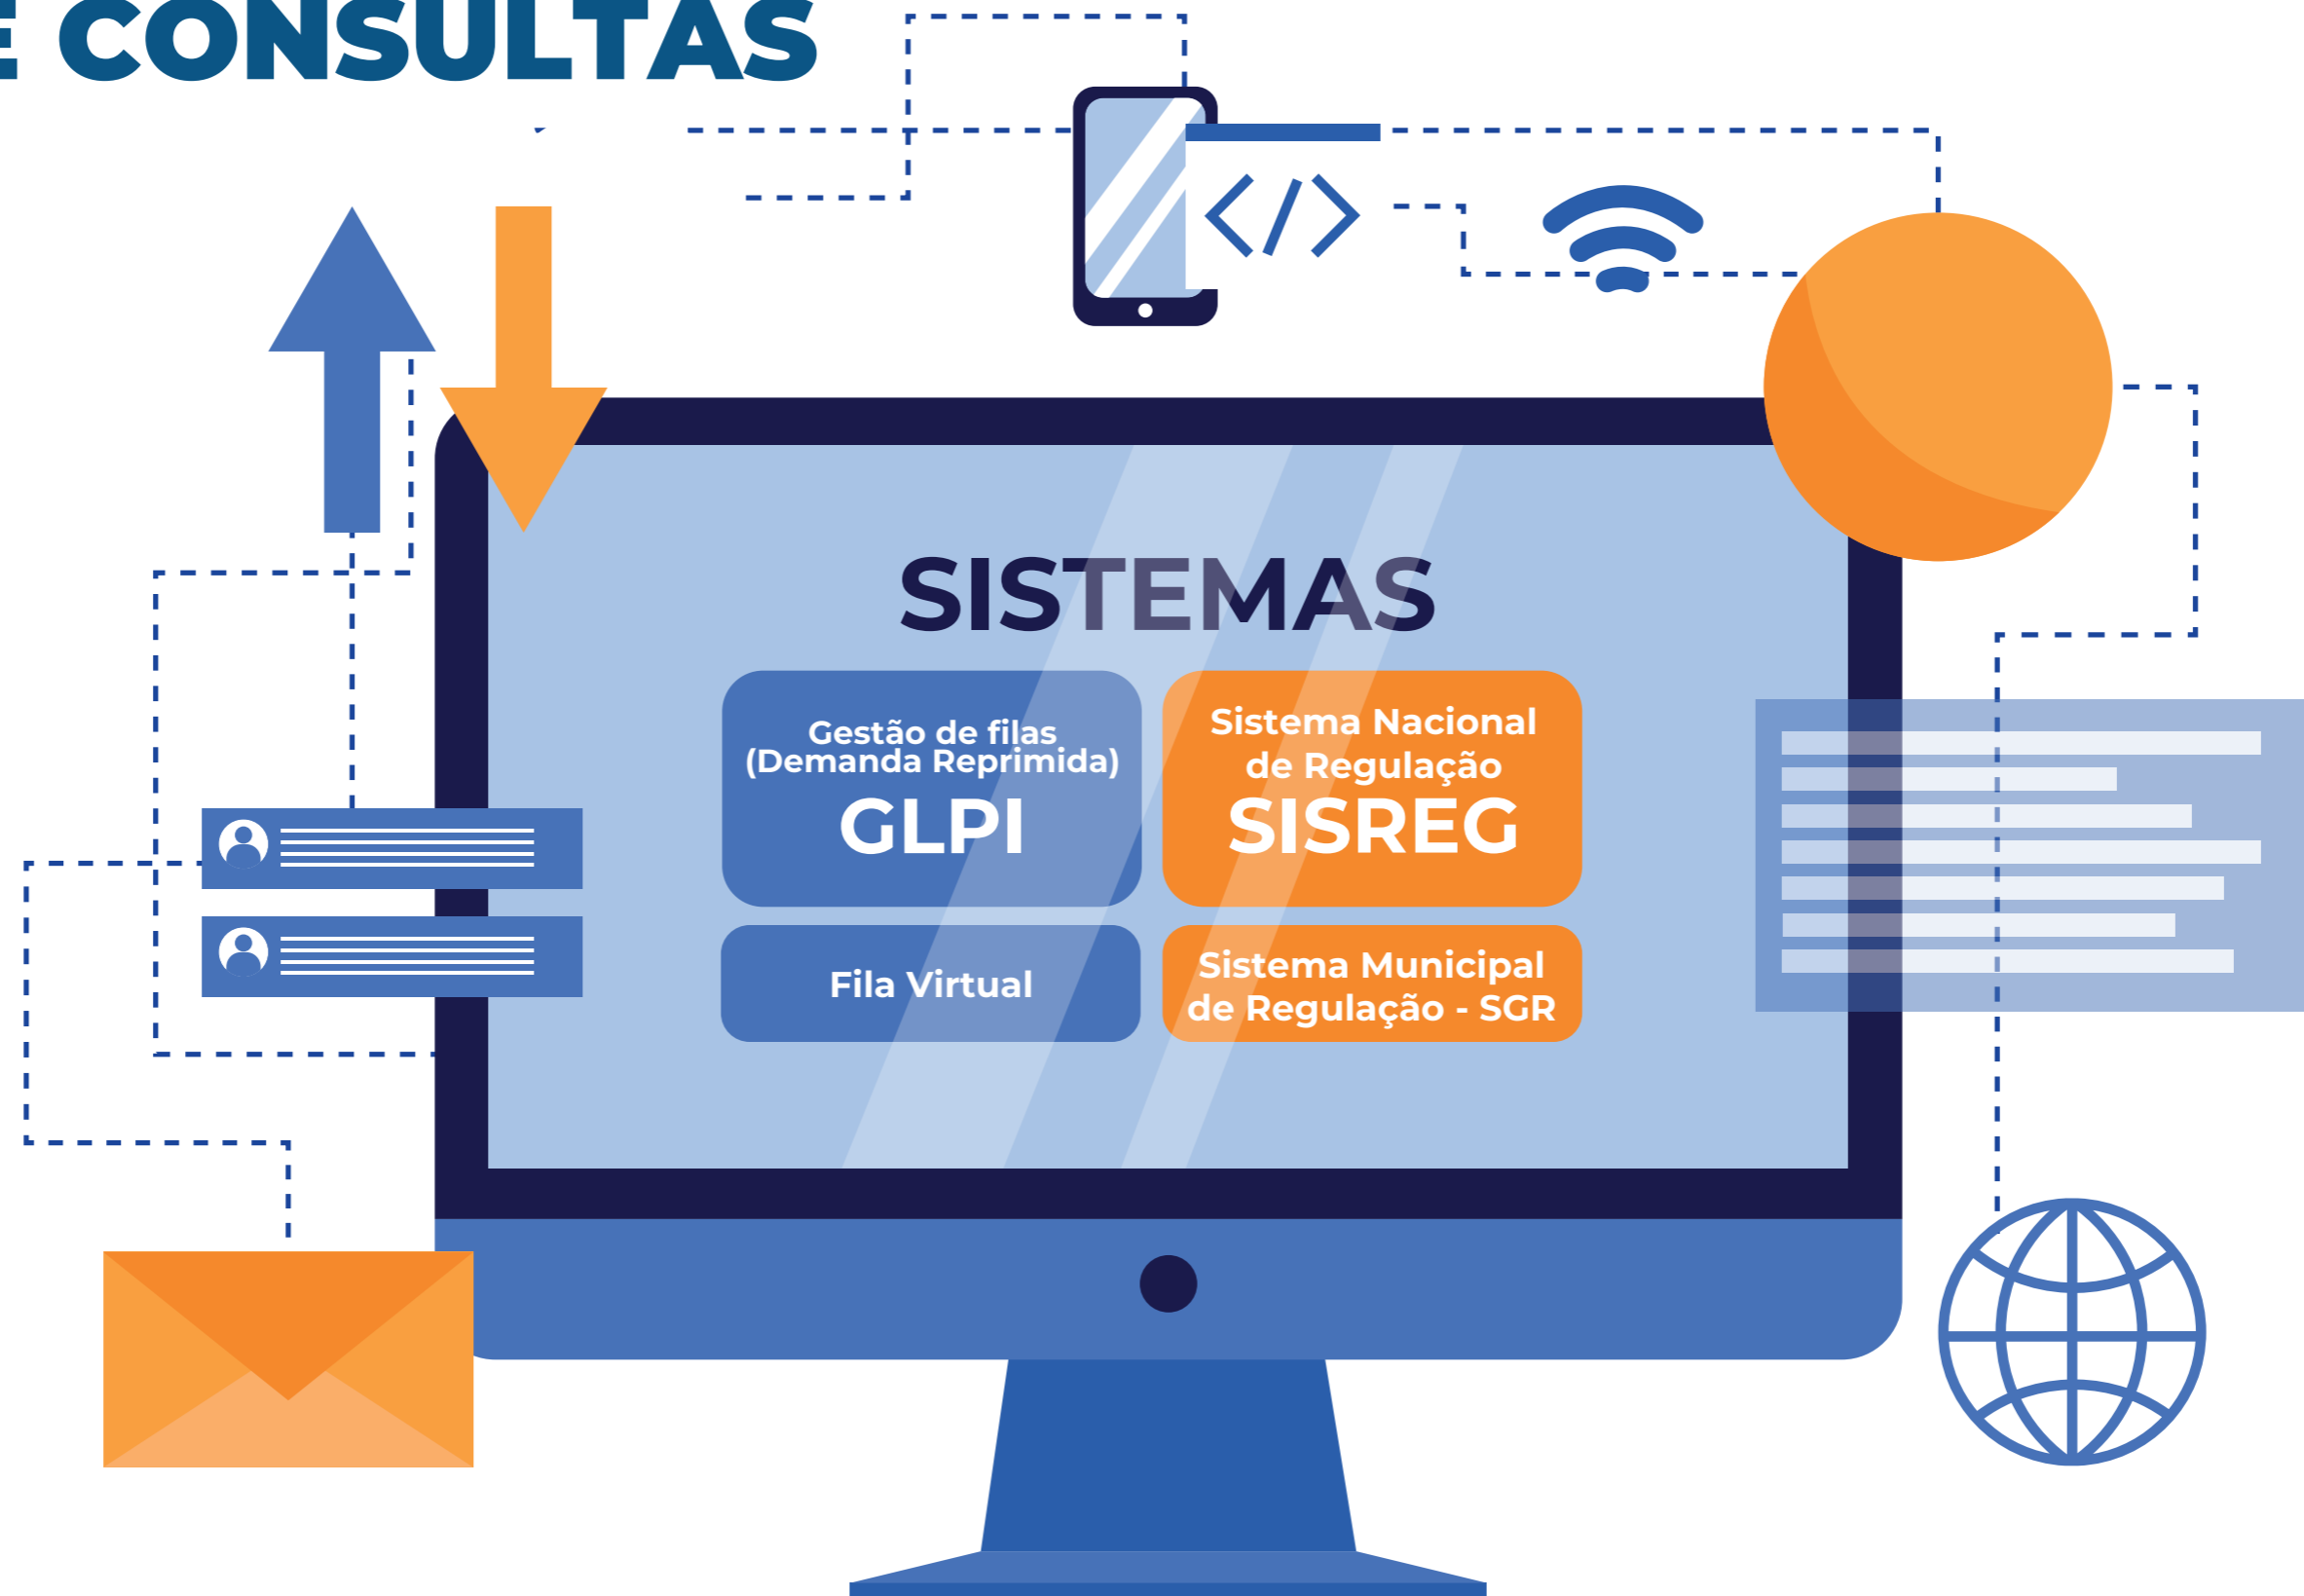 E CONSULTAS
SISTEMAS
Gestão de filas
(Demanda Reprimida)
GLPI
Sistema Nacional
de Regulação
SISREG
Fila Virtual
Sistema Municipal
de Regulação - SGR